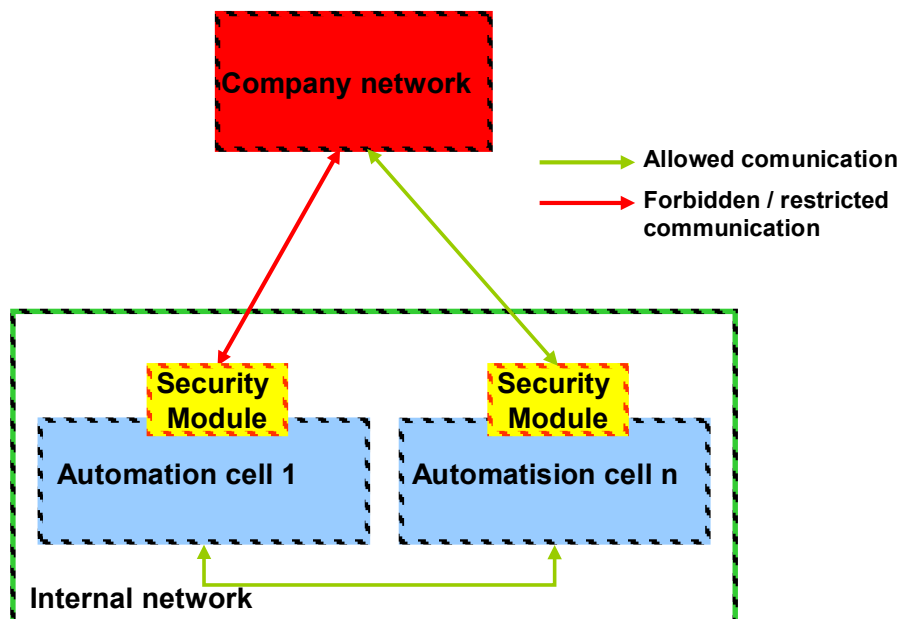 Company network
Allowed comunication
Forbidden / restricted
communication
Security
Module
Security
Module
Automation cell 1
Automatision cell n
Internal network